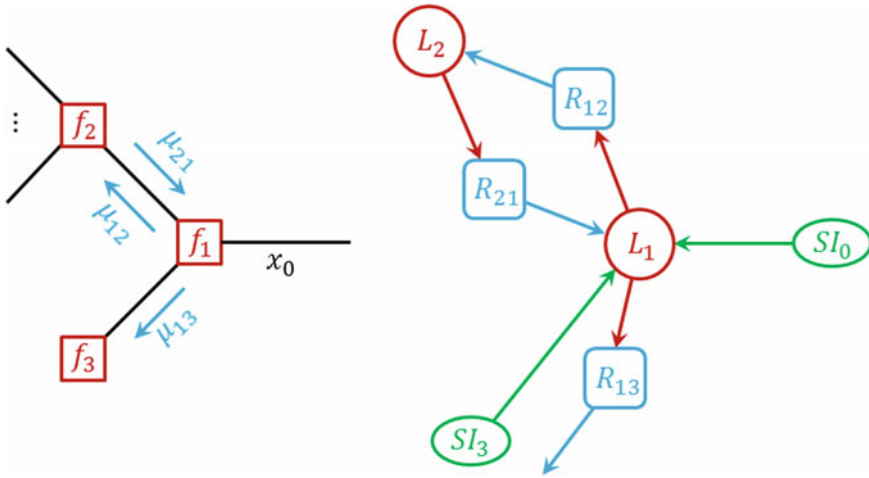 ⋮
f₂
μ₂₁
μ₁₂
f₁
x₀
μ₁₃
f₃
L₂
R₁₂
R₂₁
L₁
SI₀
R₁₃
SI₃